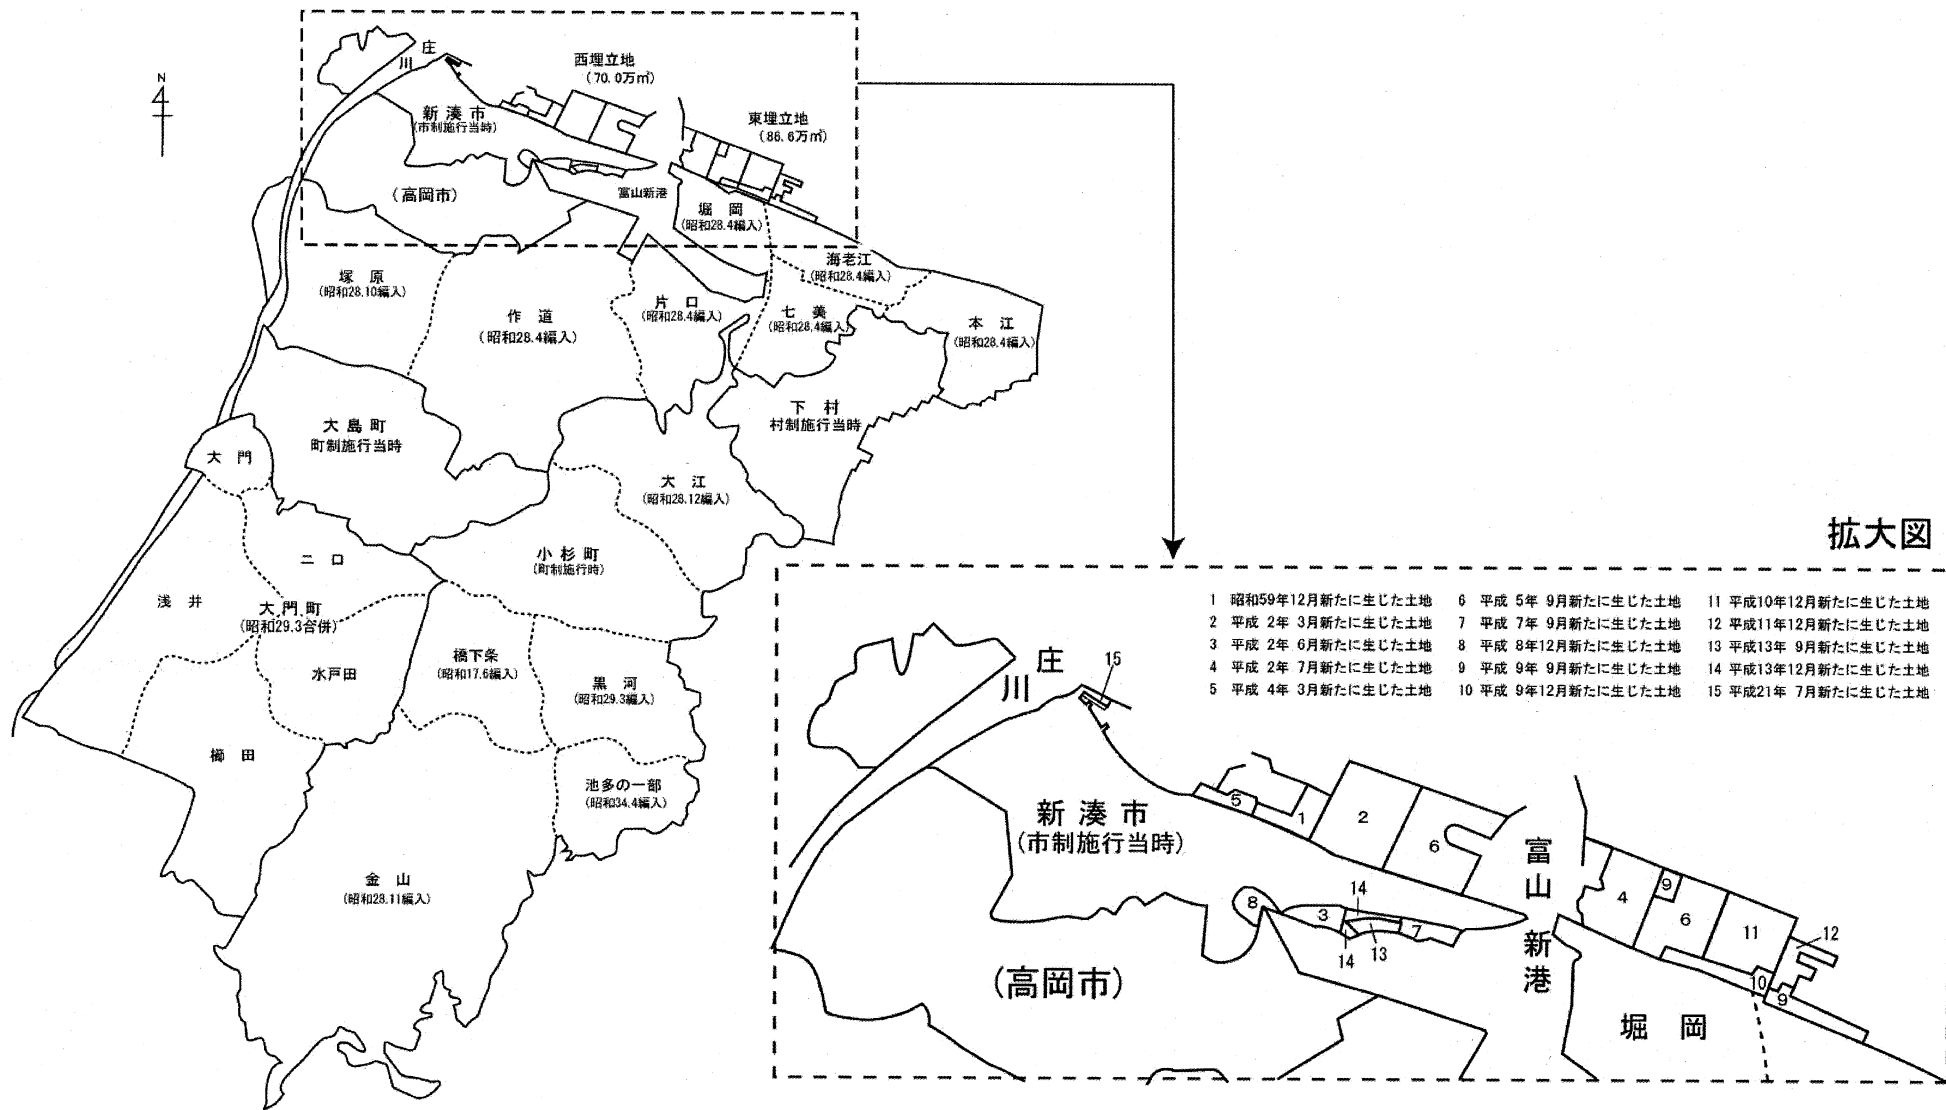 N
庄
川
西埋立地
(70.0万㎡)
新湊市
(市制施行当時)
東埋立地
(86.6万㎡)
(高岡市)
富山新港
堀岡
(昭和28.4編入)
海老江
(昭和28.4編入)
塚原
(昭和28.10編入)
作道
(昭和28.4編入)
片口
(昭和28.4編入)
七美
(昭和28.4編入)
本江
(昭和28.4編入)
下村
村制施行当時
大島町
町制施行当時
大門
大江
(昭和28.12編入)
小杉町
(町制施行時)
二口
浅井
大門町
(昭和29.3合併)
水戸田
橋下条
(昭和17.6編入)
黒河
(昭和29.3編入)
櫛田
池多の一部
(昭和34.4編入)
金山
(昭和28.11編入)
拡大図
1 昭和59年12月新たに生じた土地
2 平成 2年 3月新たに生じた土地
3 平成 2年 6月新たに生じた土地
4 平成 2年 7月新たに生じた土地
5 平成 4年 3月新たに生じた土地
6 平成 5年 9月新たに生じた土地
7 平成 7年 9月新たに生じた土地
8 平成 8年12月新たに生じた土地
9 平成 9年 9月新たに生じた土地
10 平成 9年12月新たに生じた土地
11 平成10年12月新たに生じた土地
12 平成11年12月新たに生じた土地
13 平成13年 9月新たに生じた土地
14 平成13年12月新たに生じた土地
15 平成21年 7月新たに生じた土地
庄
川
15
新湊市
(市制施行当時)
5
1
2
6
富山新港
4
9
6
11
12
10
9
8
3
14
14
13
7
(高岡市)
堀岡